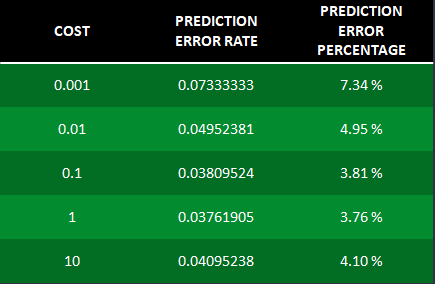 COST PREDICTION ERROR RATE PREDICTION ERROR PERCENTAGE
0.001 0.07333333 7.34 %
0.01 0.04952381 4.95 %
0.1 0.03809524 3.81 %
1 0.03761905 3.76 %
10 0.04095238 4.10 %